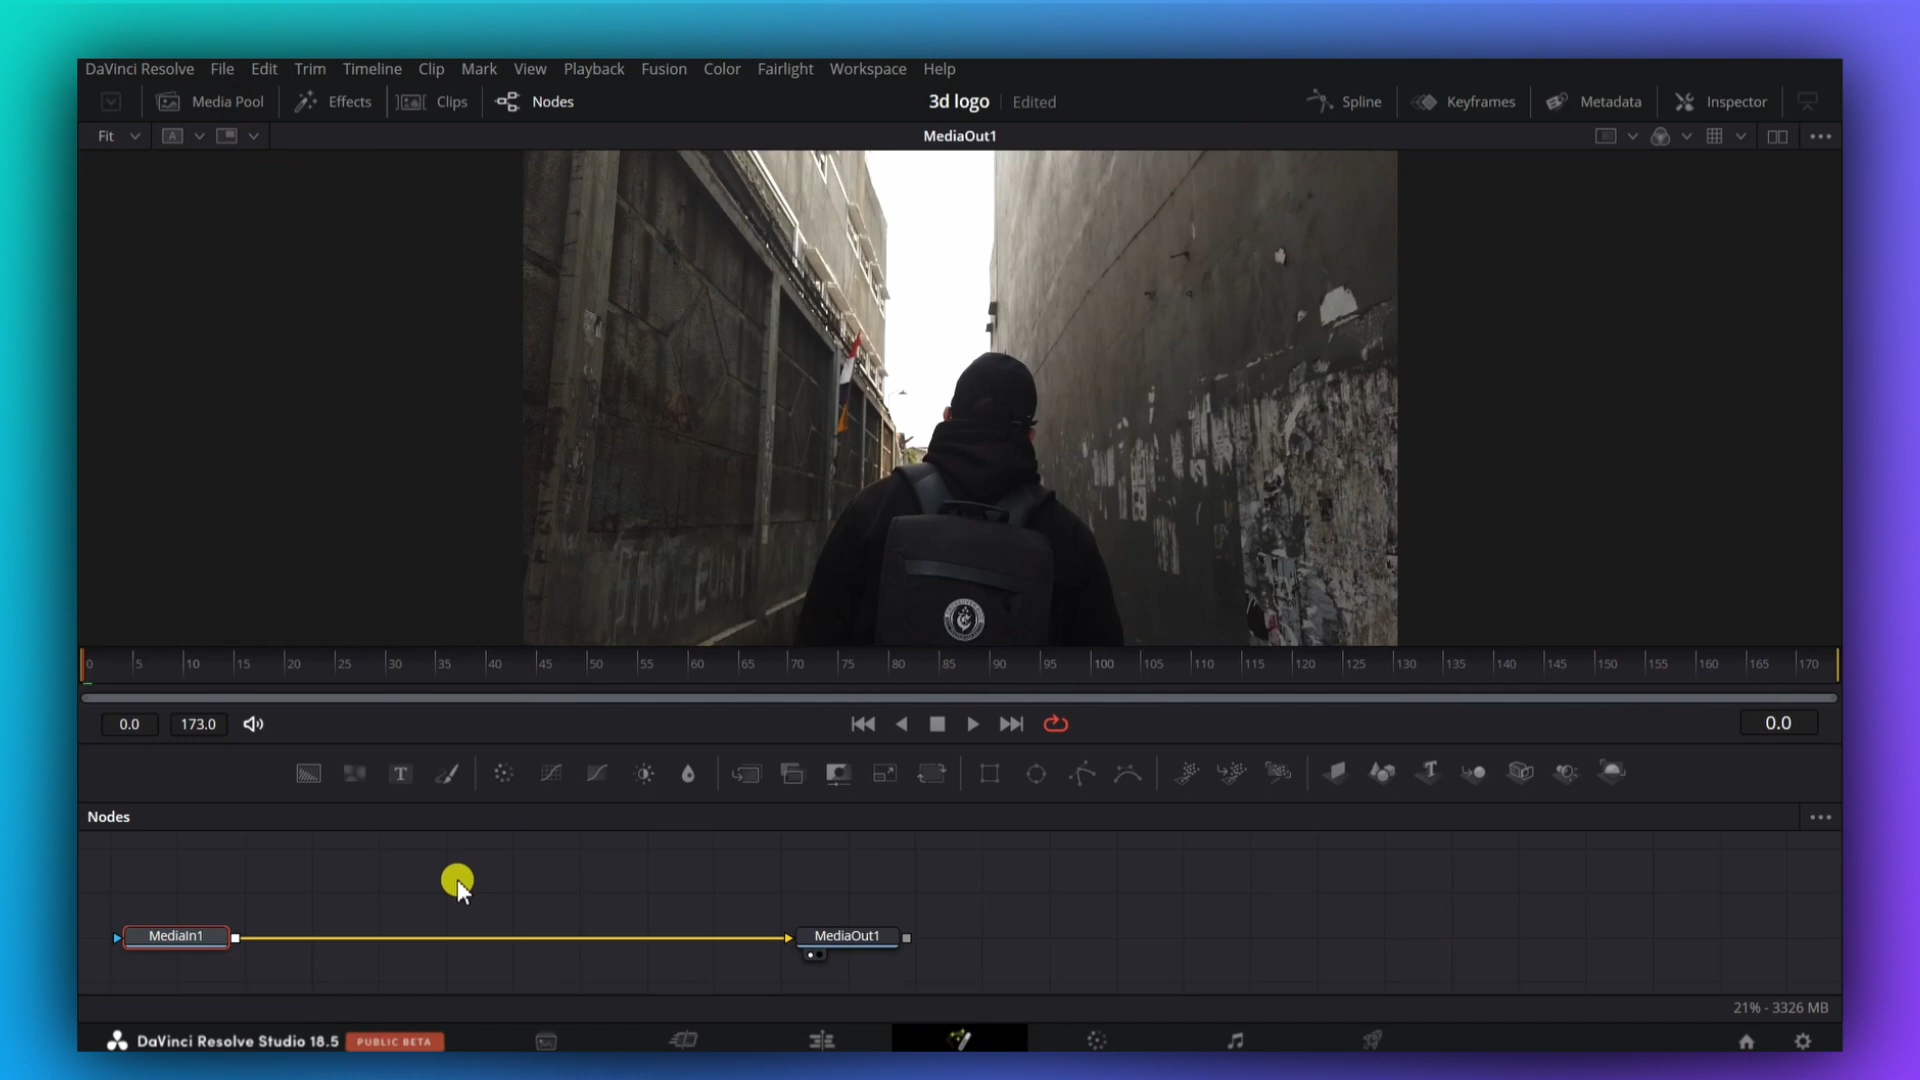 DaVinci Resolve File Edit Trim Timeline Clip Mark View Playback Fusion Color Fairlight Workspace Help
Media Pool Effects Clips Nodes 3d logo Edited Spline Keyframes Metadata Inspector
Fit A MediaOut1
0 5 10 15 20 25 30 35 40 45 50 55 60 65 70 75 80 85 90 95 100 105 110 115 120 125 130 135 140 145 150 155 160 165 170
0.0 173.0 0.0
Nodes
MediaIn1 MediaOut1
21% - 3326 MB
DaVinci Resolve Studio 18.5 PUBLIC BETA